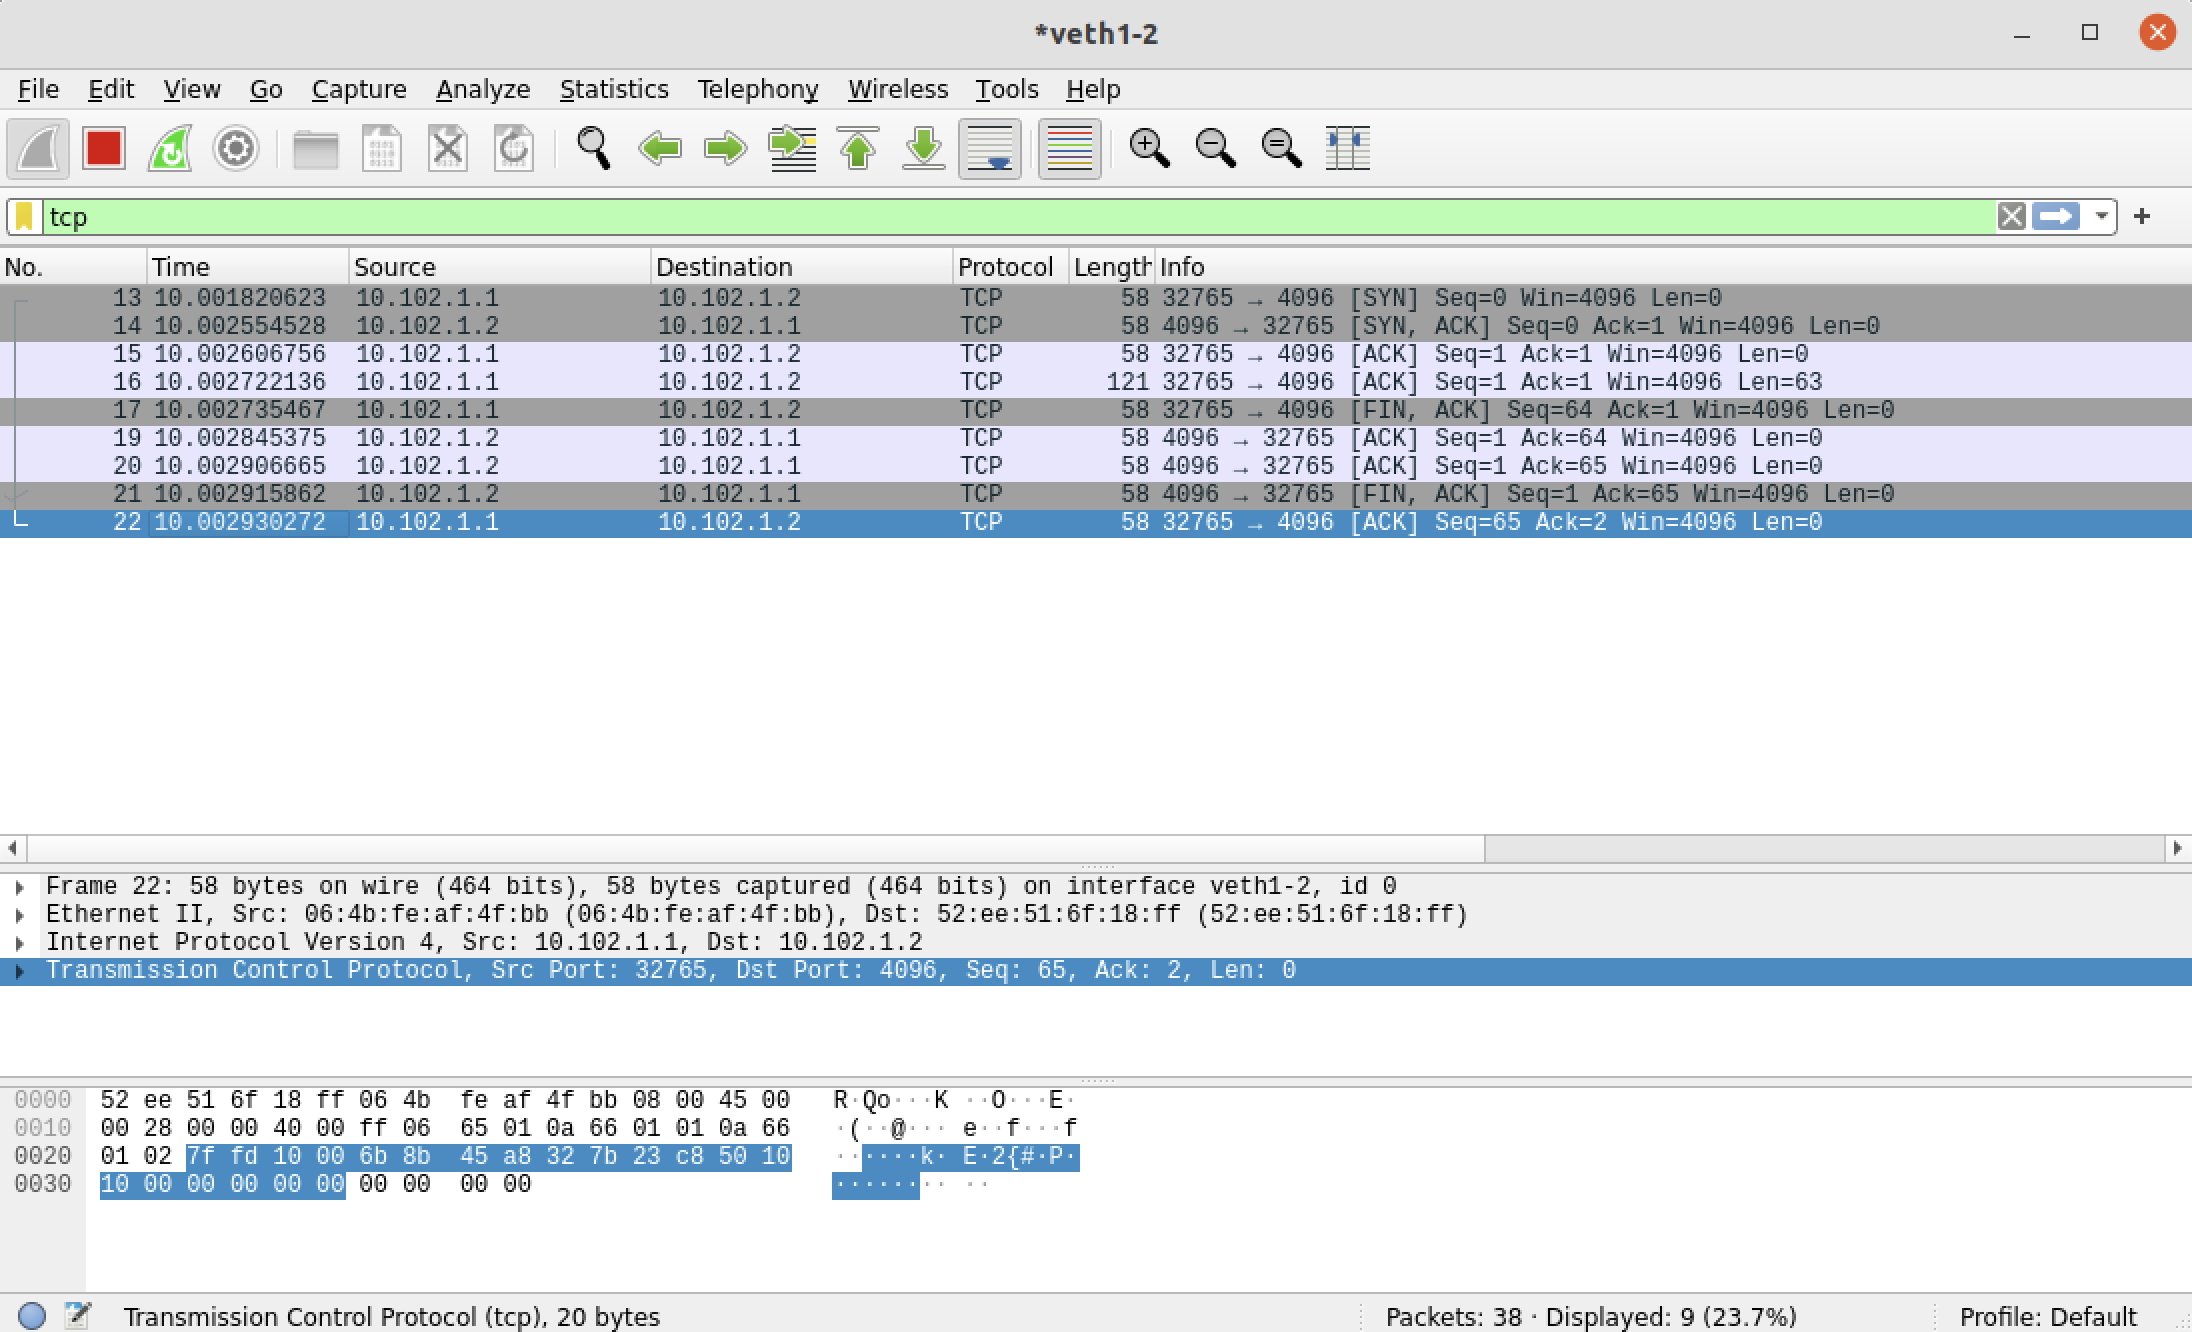 *veth1-2
File Edit View Go Capture Analyze Statistics Telephony Wireless Tools Help
tcp
No. Time Source Destination Protocol Length Info
13 10.001820623 10.102.1.1 10.102.1.2 TCP 58 32765 → 4096 [SYN] Seq=0 Win=4096 Len=0
14 10.002554528 10.102.1.2 10.102.1.1 TCP 58 4096 → 32765 [SYN, ACK] Seq=0 Ack=1 Win=4096 Len=0
15 10.002606756 10.102.1.1 10.102.1.2 TCP 58 32765 → 4096 [ACK] Seq=1 Ack=1 Win=4096 Len=0
16 10.002722136 10.102.1.1 10.102.1.2 TCP 121 32765 → 4096 [ACK] Seq=1 Ack=1 Win=4096 Len=63
17 10.002735467 10.102.1.1 10.102.1.2 TCP 58 32765 → 4096 [FIN, ACK] Seq=64 Ack=1 Win=4096 Len=0
19 10.002845375 10.102.1.2 10.102.1.1 TCP 58 4096 → 32765 [ACK] Seq=1 Ack=64 Win=4096 Len=0
20 10.002906665 10.102.1.2 10.102.1.1 TCP 58 4096 → 32765 [ACK] Seq=1 Ack=65 Win=4096 Len=0
21 10.002915862 10.102.1.2 10.102.1.1 TCP 58 4096 → 32765 [FIN, ACK] Seq=1 Ack=65 Win=4096 Len=0
22 10.002930272 10.102.1.1 10.102.1.2 TCP 58 32765 → 4096 [ACK] Seq=65 Ack=2 Win=4096 Len=0
Frame 22: 58 bytes on wire (464 bits), 58 bytes captured (464 bits) on interface veth1-2, id 0
Ethernet II, Src: 06:4b:fe:af:4f:bb (06:4b:fe:af:4f:bb), Dst: 52:ee:51:6f:18:ff (52:ee:51:6f:18:ff)
Internet Protocol Version 4, Src: 10.102.1.1, Dst: 10.102.1.2
Transmission Control Protocol, Src Port: 32765, Dst Port: 4096, Seq: 65, Ack: 2, Len: 0
0000 52 ee 51 6f 18 ff 06 4b fe af 4f bb 08 00 45 00 R·Qo···K ··O···E·
0010 00 28 00 00 40 00 ff 06 65 01 0a 66 01 01 0a 66 ·(··@··· e··f···f
0020 01 02 7f fd 10 00 6b 8b 45 a8 32 7b 23 c8 50 10 ······k· E·2{#·P·
0030 10 00 00 00 00 00 00 00 00 00 ········ ··
Transmission Control Protocol (tcp), 20 bytes Packets: 38 · Displayed: 9 (23.7%) Profile: Default